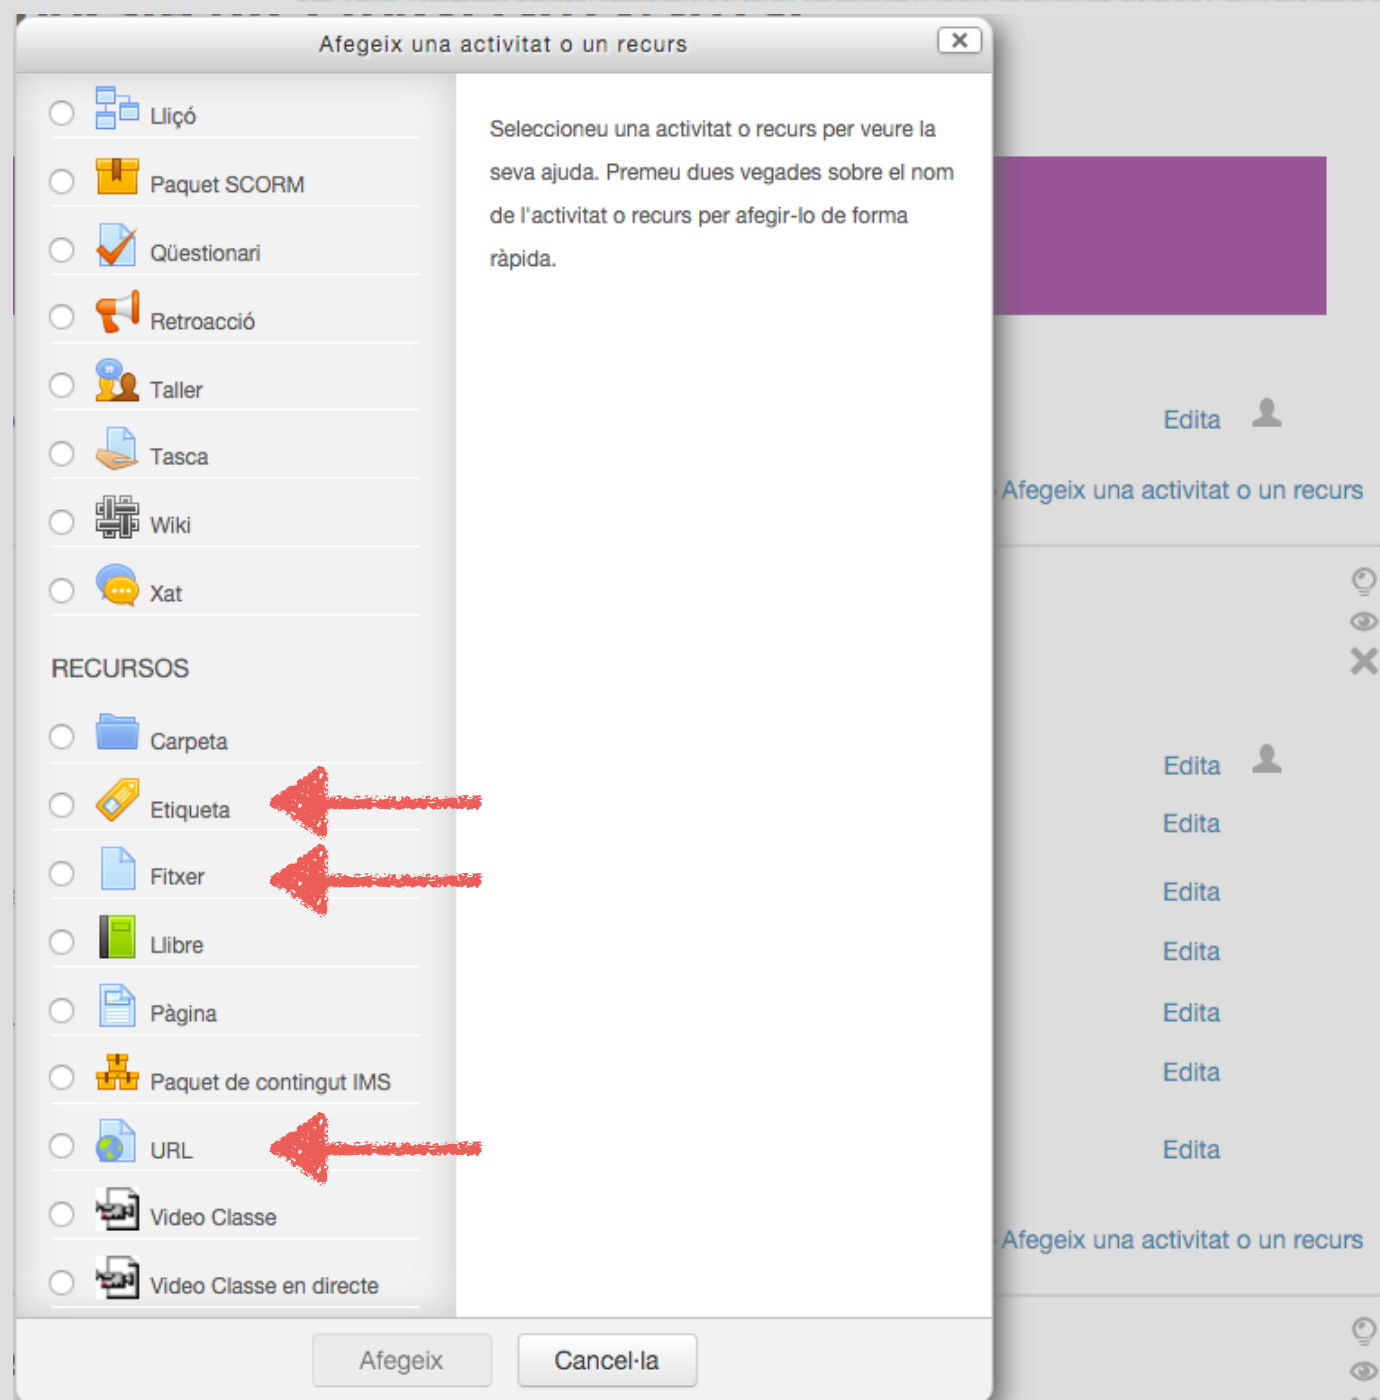 Afegeix una activitat o un recurs
Lliçó
Paquet SCORM
Qüestionari
Retroacció
Taller
Tasca
Wiki
Xat
RECURSOS
Carpeta
Etiqueta
Fitxer
Llibre
Pàgina
Paquet de contingut IMS
URL
Video Classe
Video Classe en directe
Seleccioneu una activitat o recurs per veure la
seva ajuda. Premeu dues vegades sobre el nom
de l'activitat o recurs per afegir-lo de forma
ràpida.
Afegeix
Cancel·la
Edita
Afegeix una activitat o un recurs
Edita
Edita
Edita
Edita
Edita
Edita
Edita
Afegeix una activitat o un recurs